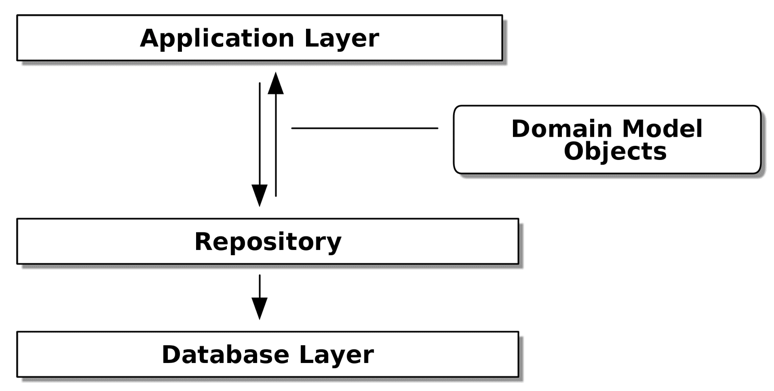 Application Layer
Domain Model
Objects
Repository
Database Layer